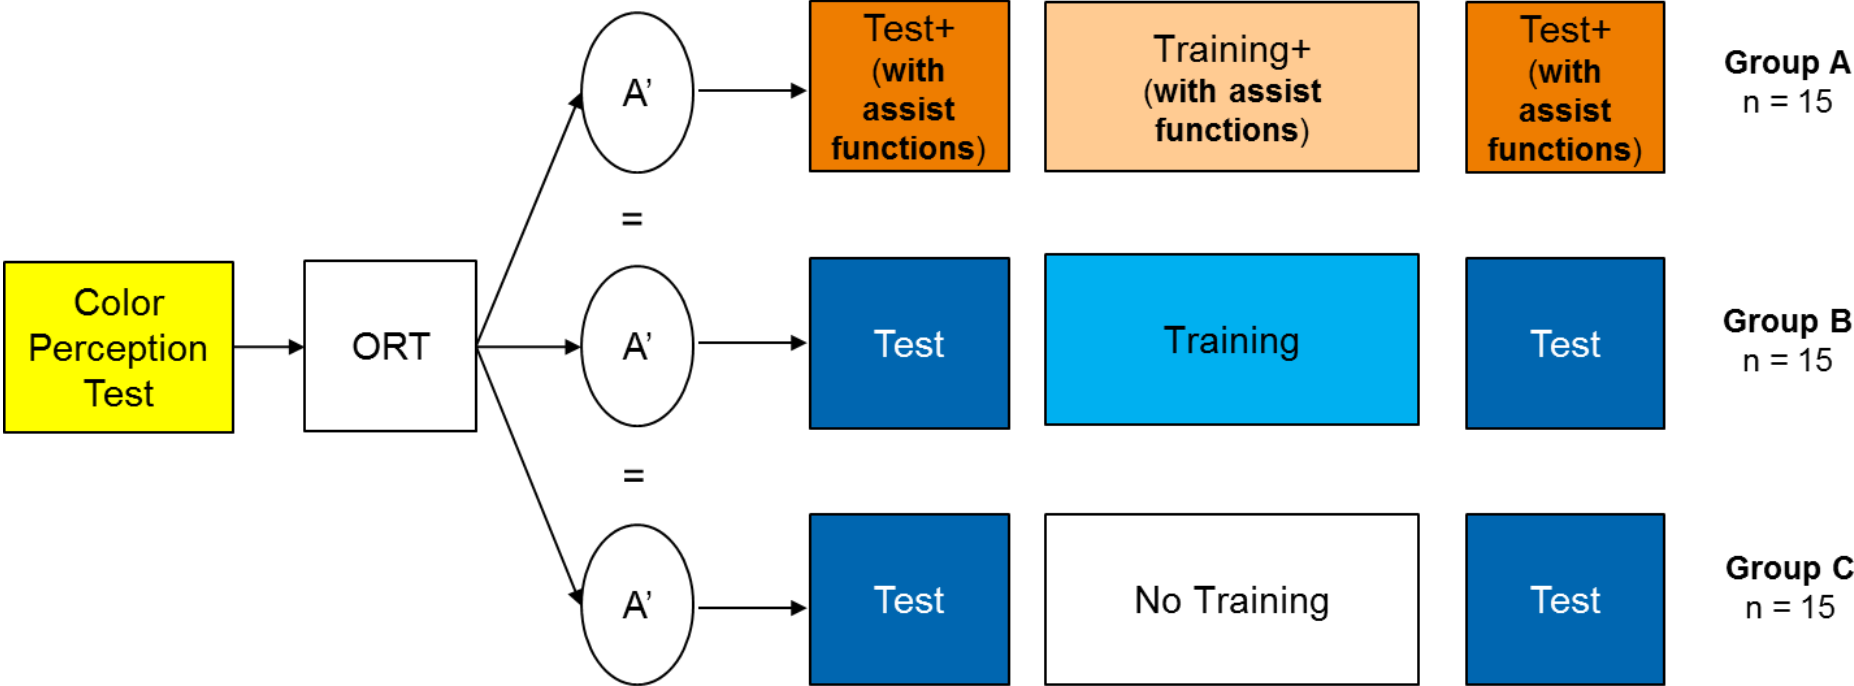 Color
Perception
Test
ORT
A’
=
A’
=
A’
Test+
(with
assist
functions)
Training+
(with assist
functions)
Test+
(with
assist
functions)
Group A
n = 15
Test
Training
Test
Group B
n = 15
Test
No Training
Test
Group C
n = 15